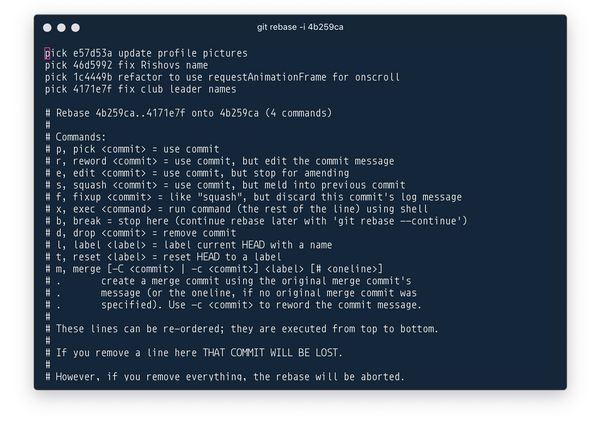 git rebase -i 4b259ca
pick e57d53a update profile pictures
pick 46d5992 fix Rishovs name
pick 1c4449b refactor to use requestAnimationFrame for onscroll
pick 4171e7f fix club leader names
# Rebase 4b259ca..4171e7f onto 4b259ca (4 commands)
#
# Commands:
# p, pick <commit> = use commit
# r, reword <commit> = use commit, but edit the commit message
# e, edit <commit> = use commit, but stop for amending
# s, squash <commit> = use commit, but meld into previous commit
# f, fixup <commit> = like "squash", but discard this commit's log message
# x, exec <command> = run command (the rest of the line) using shell
# b, break = stop here (continue rebase later with 'git rebase --continue')
# d, drop <commit> = remove commit
# l, label <label> = label current HEAD with a name
# t, reset <label> = reset HEAD to a label
# m, merge [-C <commit> | -c <commit>] <label> [# <oneline>]
# .       create a merge commit using the original merge commit's
# .       message (or the oneline, if no original merge commit was
# .       specified). Use -c <commit> to reword the commit message.
#
# These lines can be re-ordered; they are executed from top to bottom.
#
# If you remove a line here THAT COMMIT WILL BE LOST.
#
# However, if you remove everything, the rebase will be aborted.